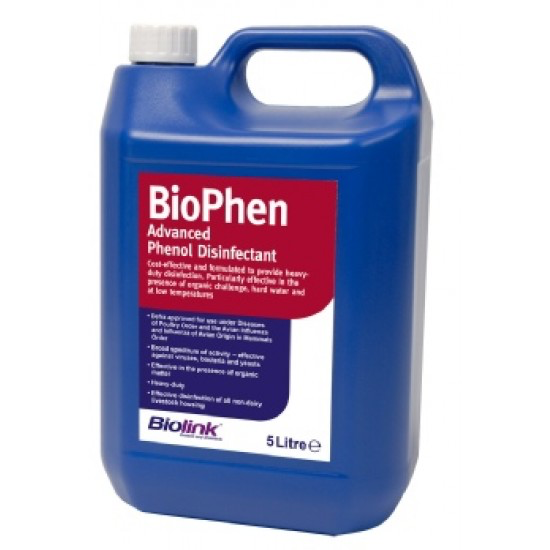 BioPhen
Advanced
Phenol Disinfectant
Cost-effective and formulated to provide heavy-
duty disinfection. Particularly effective in the
presence of organic challenge, hard water and
at low temperatures
• Defra approved for use under Diseases
of Poultry Order and the Avian Influenza
and Influenza of Avian Origin in Mammals
Order
• Broad spectrum of activity – effective
against viruses, bacteria and yeasts
• Effective in the presence of organic
matter
• Heavy-duty
• Effective disinfection of all non-dairy
livestock housing
Biolink
5 Litre ℮